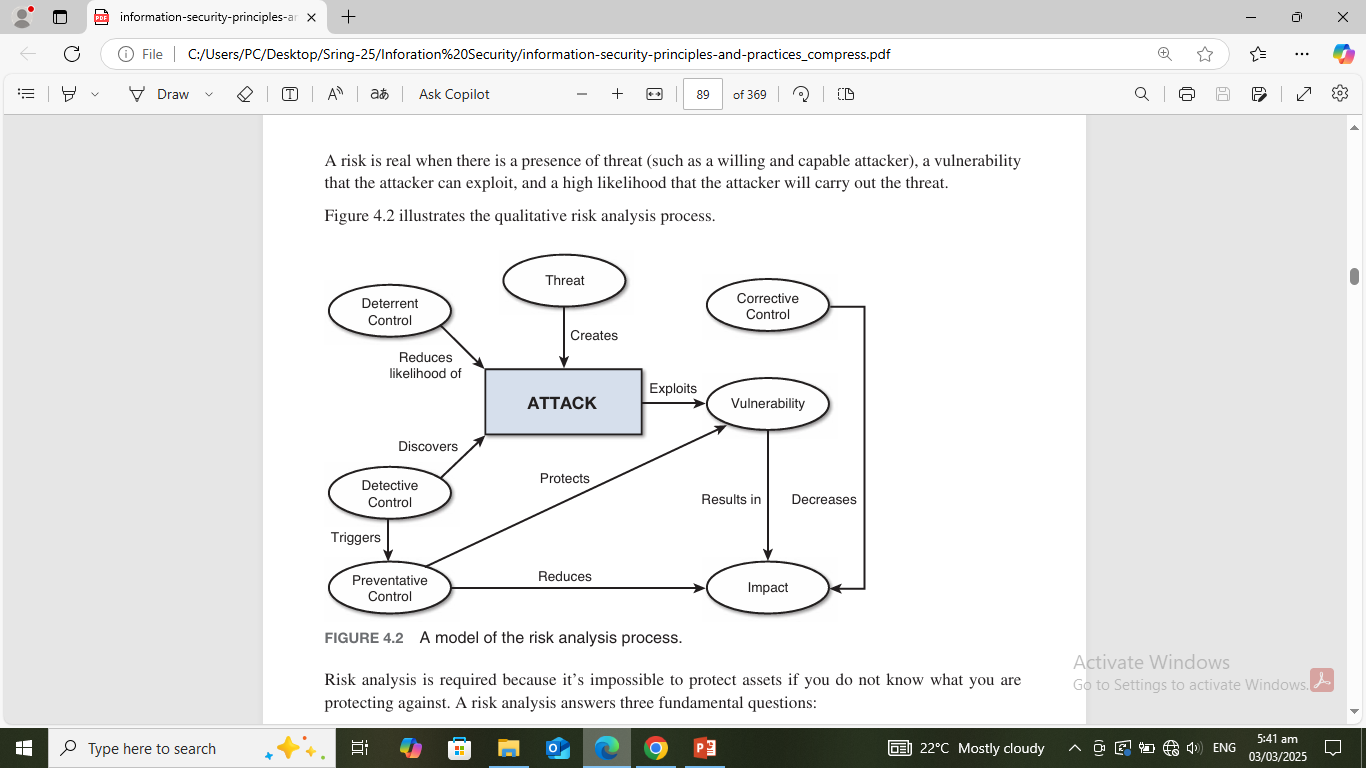 information-security-principles-ar
File
C:/Users/PC/Desktop/Sring-25/Inforation%20Security/information-security-principles-and-practices_compress.pdf
Draw
Ask Copilot
89
of 369
A risk is real when there is a presence of threat (such as a willing and capable attacker), a vulnerability
that the attacker can exploit, and a high likelihood that the attacker will carry out the threat.
Figure 4.2 illustrates the qualitative risk analysis process.
Threat
Deterrent
Control
Corrective
Control
Creates
Reduces
likelihood of
ATTACK
Exploits
Vulnerability
Discovers
Protects
Detective
Control
Results in
Decreases
Triggers
Preventative
Control
Reduces
Impact
FIGURE 4.2 A model of the risk analysis process.
Risk analysis is required because it's impossible to protect assets if you do not know what you are
protecting against. A risk analysis answers three fundamental questions:
Activate Windows
Go to Settings to activate Windows.
Type here to search
22°C Mostly cloudy
ENG
5:41 am
03/03/2025